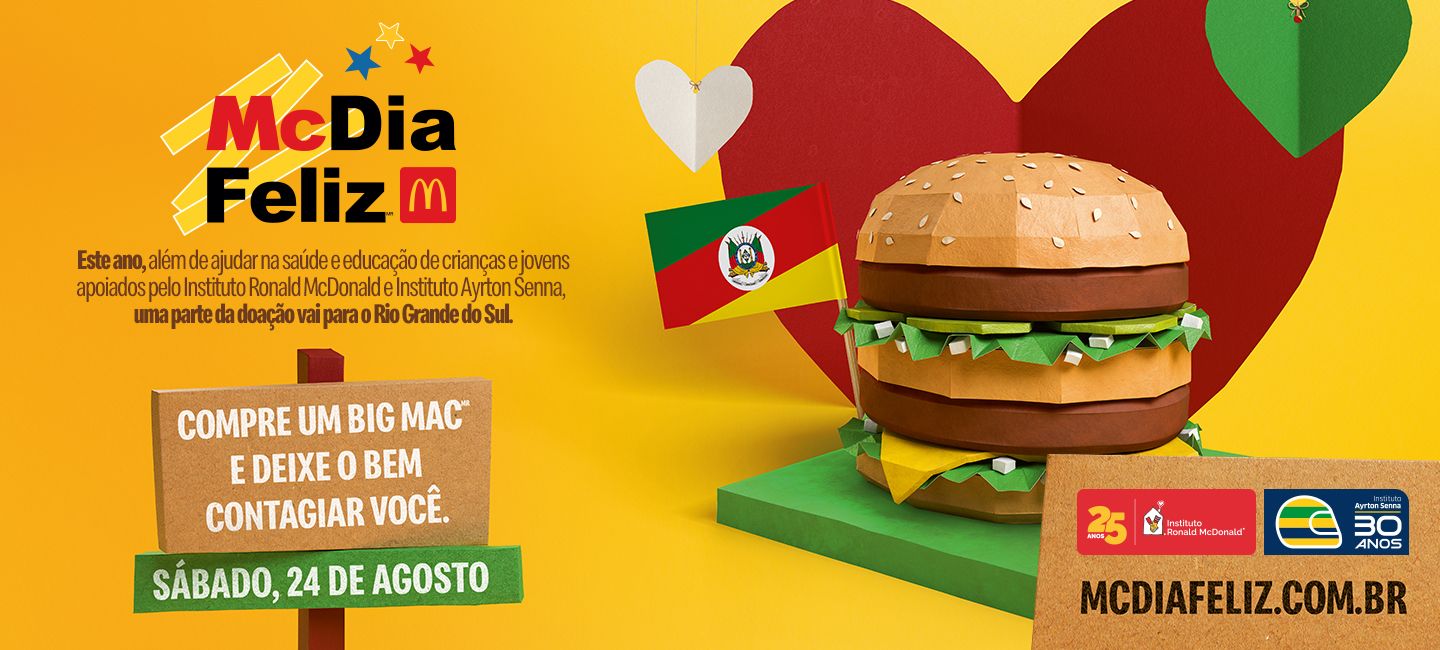 McDia
Feliz
Este ano, além de ajudar na saúde e educação de crianças e jovens
apoiados pelo Instituto Ronald McDonald e Instituto Ayrton Senna,
uma parte da doação vai para o Rio Grande do Sul.
COMPRE UM BIG MAC MR
E DEIXE O BEM
CONTAGIAR VOCÊ.
SÁBADO, 24 DE AGOSTO
25
ANOS
Instituto
Ronald McDonald
Instituto
Ayrton Senna
30
ANOS
MCDIAFELIZ.COM.BR